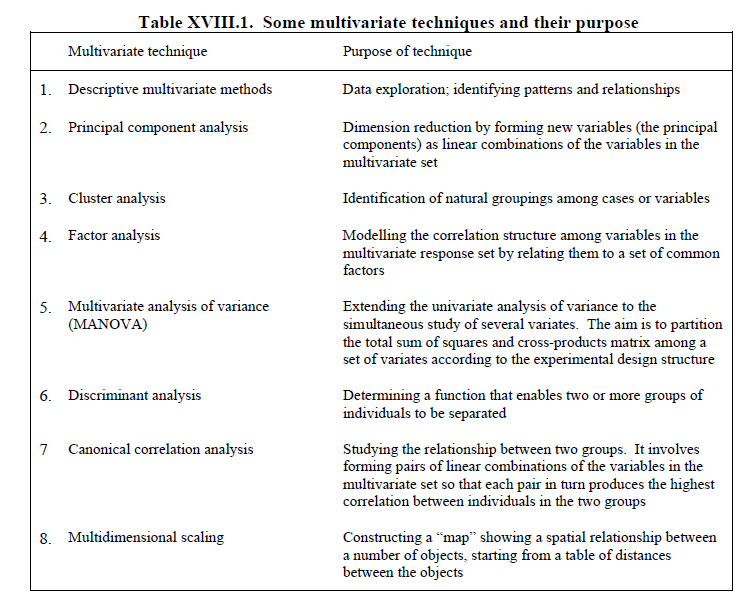 Table XVIII.1. Some multivariate techniques and their purpose
Multivariate technique Purpose of technique
1. Descriptive multivariate methods Data exploration; identifying patterns and relationships
2. Principal component analysis Dimension reduction by forming new variables (the principal
components) as linear combinations of the variables in the
multivariate set
3. Cluster analysis Identification of natural groupings among cases or variables
4. Factor analysis Modelling the correlation structure among variables in the
multivariate response set by relating them to a set of common
factors
5. Multivariate analysis of variance Extending the univariate analysis of variance to the
(MANOVA) simultaneous study of several variates. The aim is to partition
the total sum of squares and cross-products matrix among a
set of variates according to the experimental design structure
6. Discriminant analysis Determining a function that enables two or more groups of
individuals to be separated
7 Canonical correlation analysis Studying the relationship between two groups. It involves
forming pairs of linear combinations of the variables in the
multivariate set so that each pair in turn produces the highest
correlation between individuals in the two groups
8. Multidimensional scaling Constructing a “map” showing a spatial relationship between
a number of objects, starting from a table of distances
between the objects